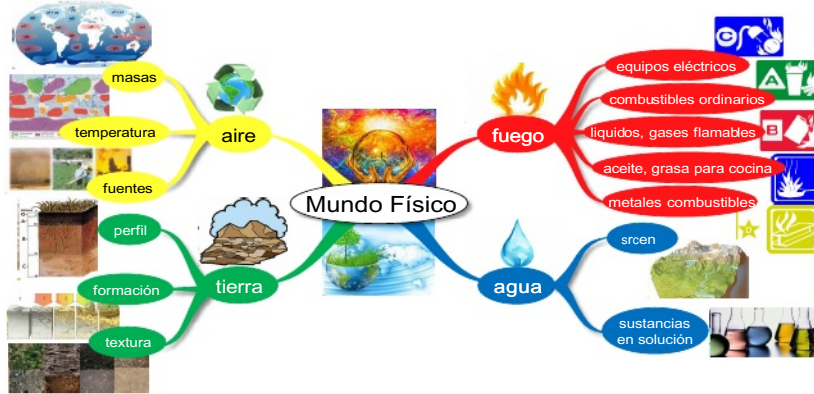 masas
temperatura
fuentes
aire
perfil
formación
textura
tierra
Mundo Físico
fuego
equipos eléctricos
combustibles ordinarios
liquidos, gases flamables
aceite, grasa para cocina
metales combustibles
agua
srcen
sustancias
en solución
C
A
B